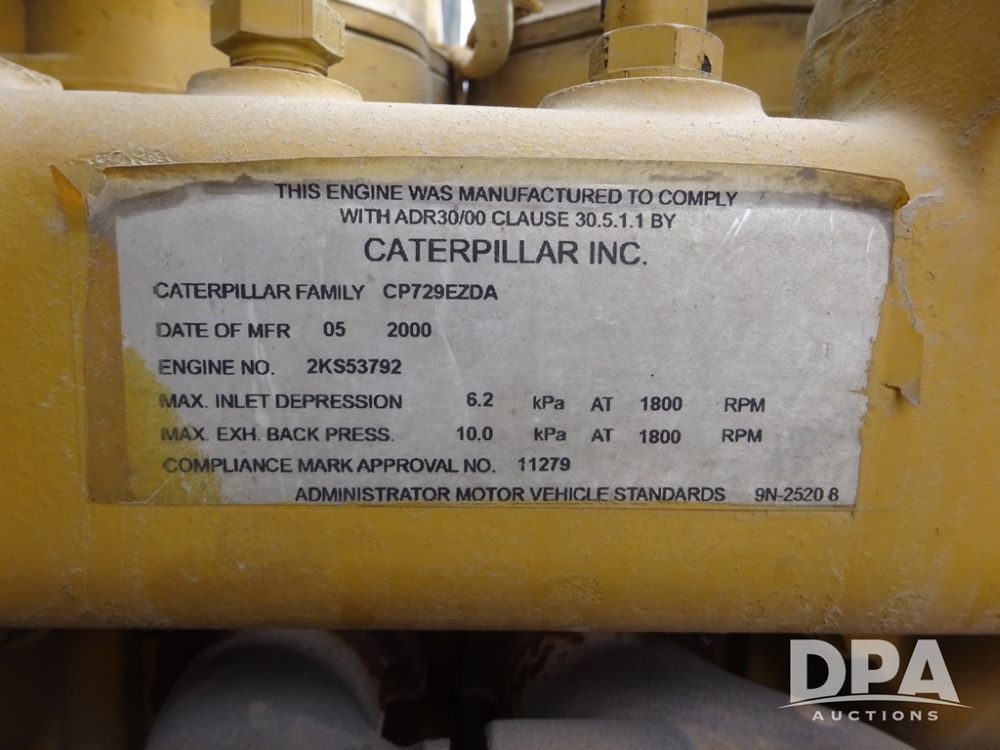 THIS ENGINE WAS MANUFACTURED TO COMPLY
WITH ADR30/00 CLAUSE 30.5.1.1 BY
CATERPILLAR INC.
CATERPILLAR FAMILY CP729EZDA
DATE OF MFR 05 2000
ENGINE NO. 2KS53792
MAX. INLET DEPRESSION 6.2 kPa AT 1800 RPM
MAX. EXH. BACK PRESS. 10.0 kPa AT 1800 RPM
COMPLIANCE MARK APPROVAL NO. 11279
ADMINISTRATOR MOTOR VEHICLE STANDARDS 9N-2520 8
DPA
AUCTIONS